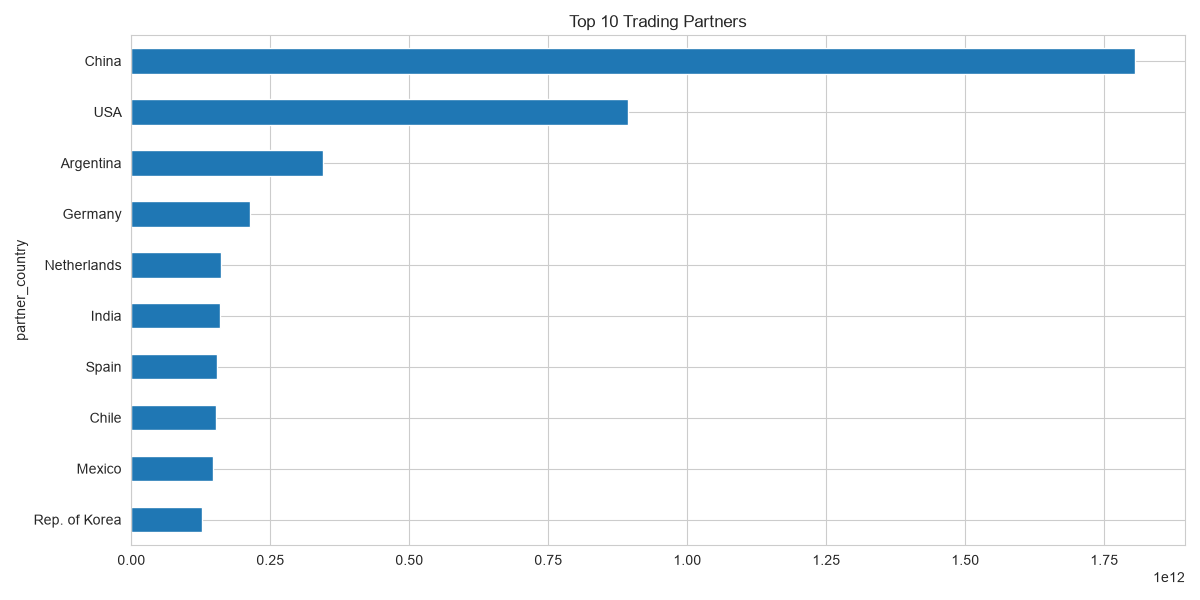 Top 10 Trading Partners
partner_country
China
USA
Argentina
Germany
Netherlands
India
Spain
Chile
Mexico
Rep. of Korea
0.00 0.25 0.50 0.75 1.00 1.25 1.50 1.75
1e12